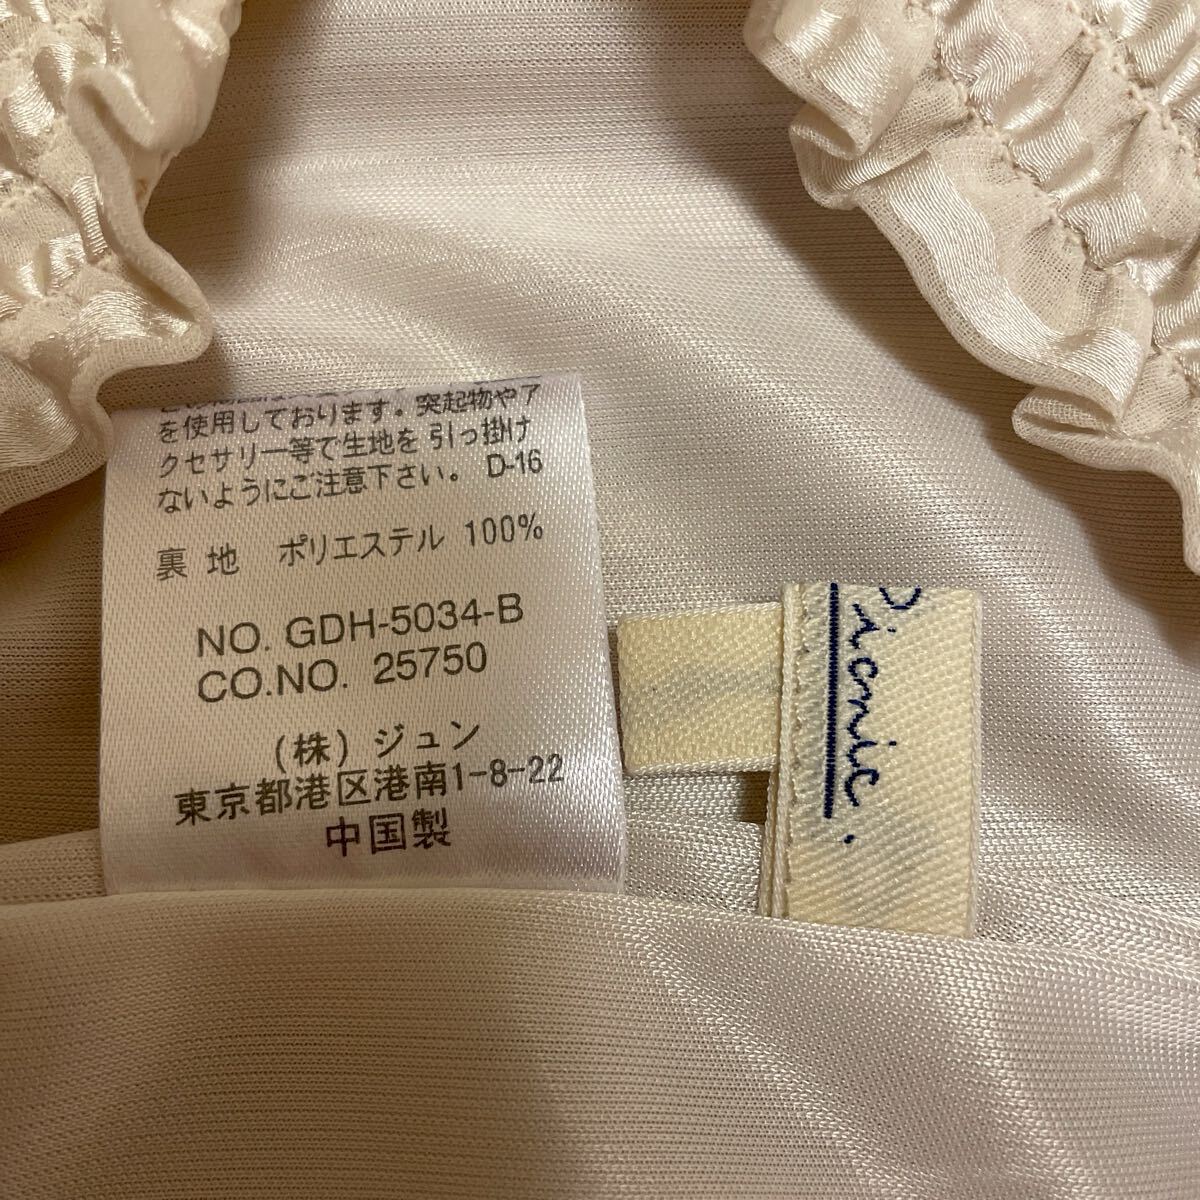 を使用しております。突起物やア
クセサリー等で生地を 引っ掛け
ないようにご注意下さい。 D-16
裏 地 ポリエステル 100%
NO. GDH-5034-B
CO.NO. 25750
(株) ジュン
東京都港区港南1-8-22
中国製